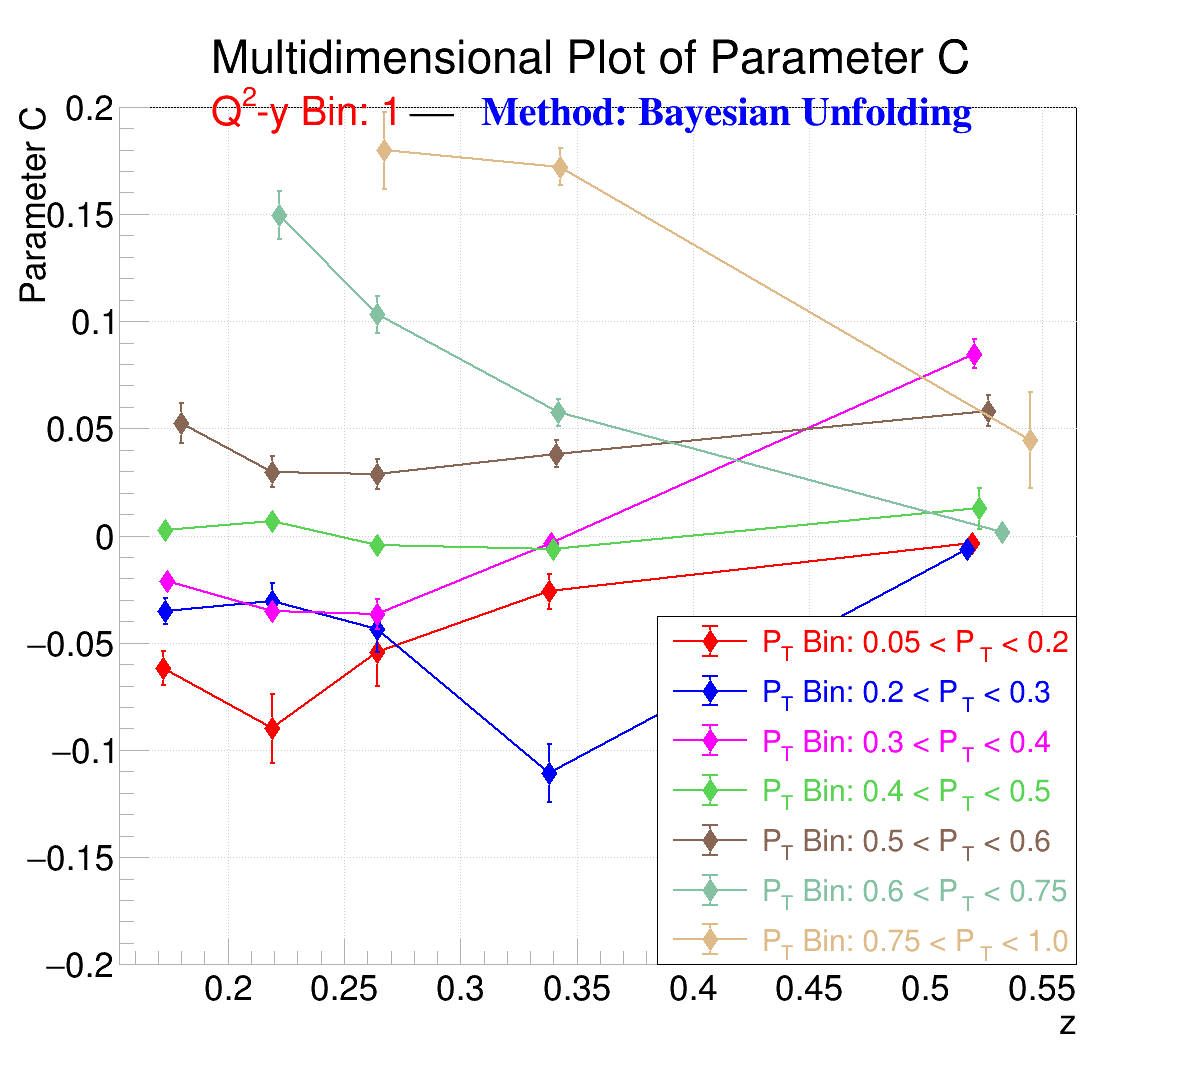 Multidimensional Plot of Parameter C
Q2-y Bin: 1 — Method: Bayesian Unfolding
Parameter C
0.2
0.15
0.1
0.05
0
−0.05
−0.1
−0.15
−0.2
PT Bin: 0.05 < PT < 0.2
PT Bin: 0.2 < PT < 0.3
PT Bin: 0.3 < PT < 0.4
PT Bin: 0.4 < PT < 0.5
PT Bin: 0.5 < PT < 0.6
PT Bin: 0.6 < PT < 0.75
PT Bin: 0.75 < PT < 1.0
0.2 0.25 0.3 0.35 0.4 0.45 0.5 0.55
z